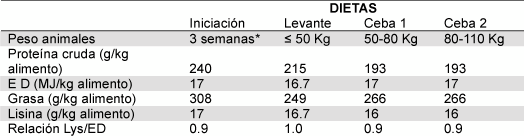 DIETAS
Iniciación Levante Ceba 1 Ceba 2
Peso animales 3 semanas* ≤ 50 Kg 50-80 Kg 80-110 Kg
Proteína cruda (g/kg
alimento) 240 215 193 193
E D (MJ/kg alimento) 17 16.7 17 17
Grasa (g/kg alimento) 308 249 266 266
Lisina (g/kg alimento) 17 16.7 16 16
Relación Lys/ED 0.9 1.0 0.9 0.9